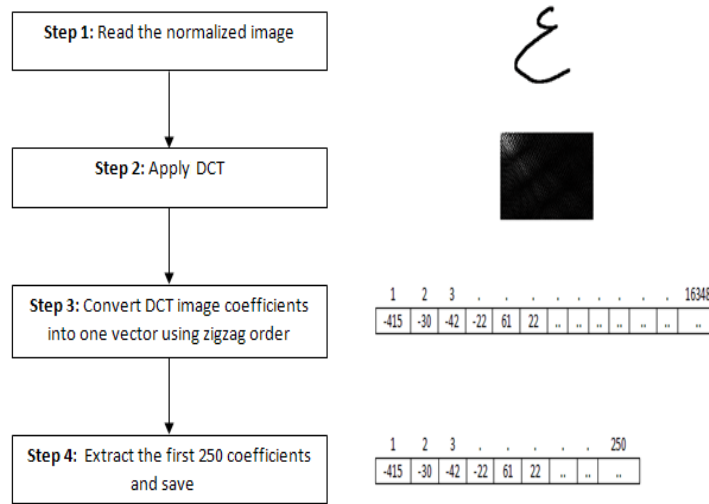 Step 1: Read the normalized image
ع
Step 2: Apply DCT
Step 3: Convert DCT image coefficients
into one vector using zigzag order
1 2 3 . . . . . . . . . 16348
-415 -30 -42 -22 61 22 .. .. .. .. .. .. ..
Step 4: Extract the first 250 coefficients
and save
1 2 3 . . . . . 250
-415 -30 -42 -22 61 22 .. .. ..